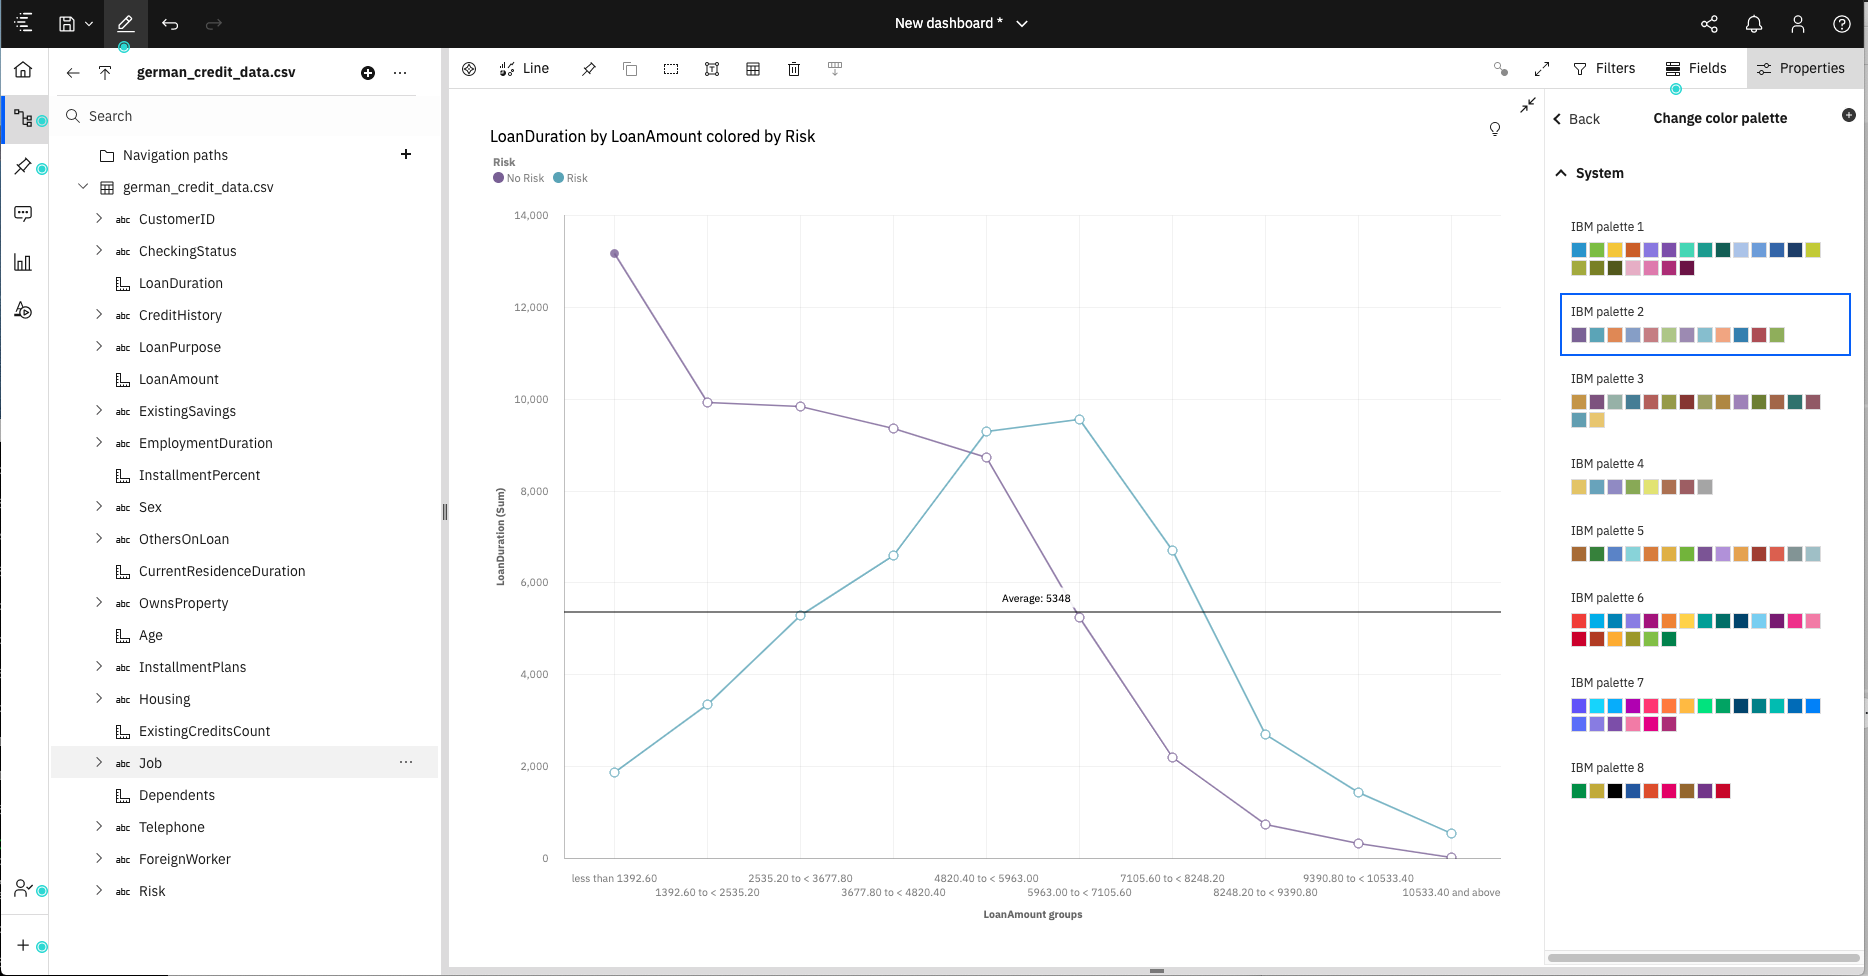 New dashboard *
german_credit_data.csv
Search
Navigation paths
german_credit_data.csv
abc CustomerID
abc CheckingStatus
LoanDuration
abc CreditHistory
abc LoanPurpose
LoanAmount
abc ExistingSavings
abc EmploymentDuration
InstallmentPercent
abc Sex
abc OthersOnLoan
CurrentResidenceDuration
abc OwnsProperty
Age
abc InstallmentPlans
abc Housing
ExistingCreditsCount
abc Job
Dependents
abc Telephone
abc ForeignWorker
abc Risk
Line
Filters
Fields
Properties
LoanDuration by LoanAmount colored by Risk
Risk
No Risk Risk
LoanDuration (Sum)
14,000
12,000
10,000
8,000
6,000
4,000
2,000
0
Average: 5348
less than 1392.60
1392.60 to < 2535.20
2535.20 to < 3677.80
3677.80 to < 4820.40
4820.40 to < 5963.00
5963.00 to < 7105.60
7105.60 to < 8248.20
8248.20 to < 9390.80
9390.80 to < 10533.40
10533.40 and above
LoanAmount groups
Back
Change color palette
System
IBM palette 1
IBM palette 2
IBM palette 3
IBM palette 4
IBM palette 5
IBM palette 6
IBM palette 7
IBM palette 8